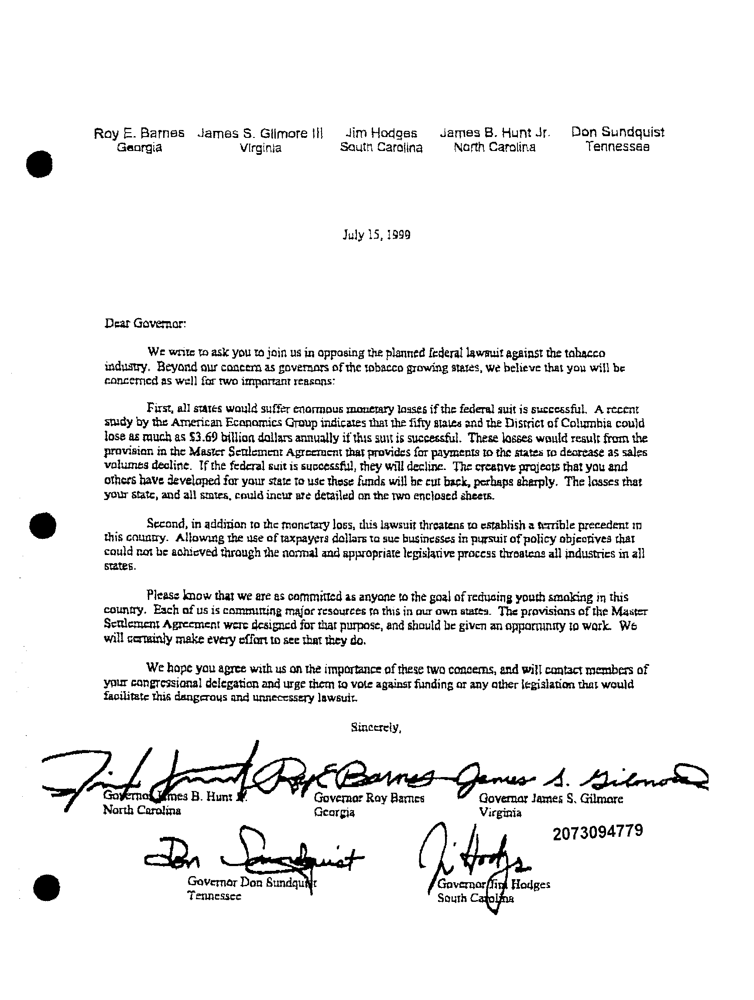 Roy E. Barnes James S. Gilmore III Jim Hodges James B. Hunt Jr. Don Sundquist
Georgia Virginia South Carolina North Carolina Tennessee
July 15, 1999
Dear Governor:
We write to ask you to join us in opposing the planned federal lawsuit against the tobacco
industry. Beyond our concern as governors of the tobacco growing states, we believe that you will be
concerned as well for two important reasons:
First, all states would suffer enormous monetary losses if the federal suit is successful. A recent
study by the American Economics Group indicates that the fifty states and the District of Columbia could
lose as much as $3.69 billion dollars annually if this suit is successful. These losses would result from the
provision in the Master Settlement Agreement that provides for payments to the states to decrease as sales
volumes decline. If the federal suit is successful, they will decline. The creative projects that you and
others have developed for your state to use these funds will be cut back, perhaps sharply. The losses that
your state, and all states, could incur are detailed on the two enclosed sheets.
Second, in addition to the monetary loss, this lawsuit threatens to establish a terrible precedent in
this country. Allowing the use of taxpayers dollars to sue businesses in pursuit of policy objectives that
could not be achieved through the normal and appropriate legislative process threatens all industries in all
states.
Please know that we are as committed as anyone to the goal of reducing youth smoking in this
country. Each of us is committing major resources to this in our own states. The provisions of the Master
Settlement Agreement were designed for that purpose, and should be given an opportunity to work. We
will certainly make every effort to see that they do.
We hope you agree with us on the importance of these two concerns, and will contact members of
your congressional delegation and urge them to vote against funding or any other legislation that would
facilitate this dangerous and unnecessary lawsuit.
Sincerely,
Jim Hunt Roy E Barnes James S. Gilmore
Governor James B. Hunt Jr. Governor Roy Barnes Governor James S. Gilmore
North Carolina Georgia Virginia
2073094779
Don Sundquist Jim Hodges
Governor Don Sundquist Governor Jim Hodges
Tennessee South Carolina